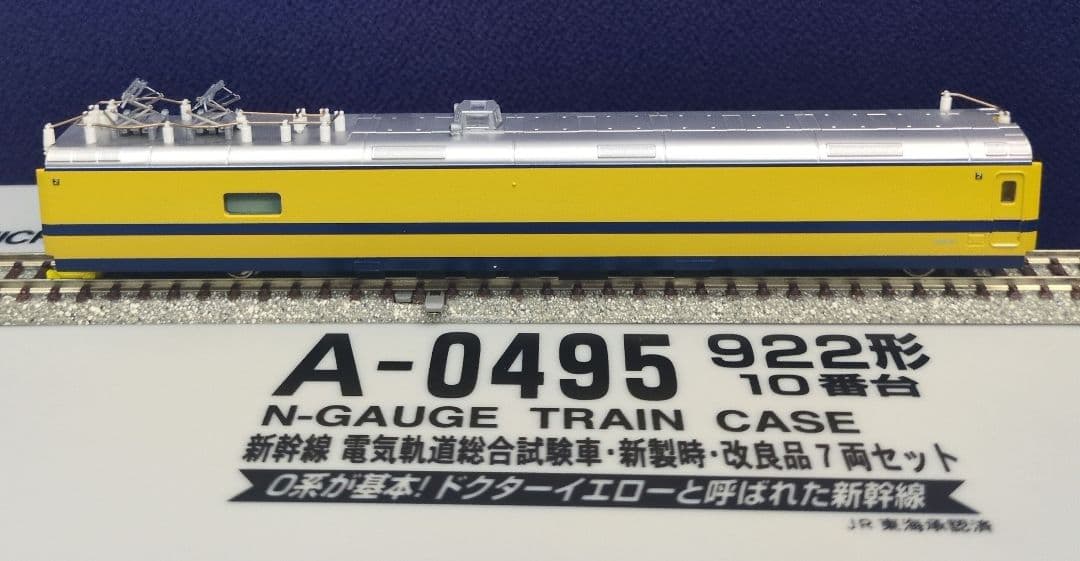 A-0495 922形
10番台
N-GAUGE TRAIN CASE
新幹線 電気軌道総合試験車・新製時・改良品7両セット
0系が基本!ドクターイエローと呼ばれた新幹線
JR東海承認済